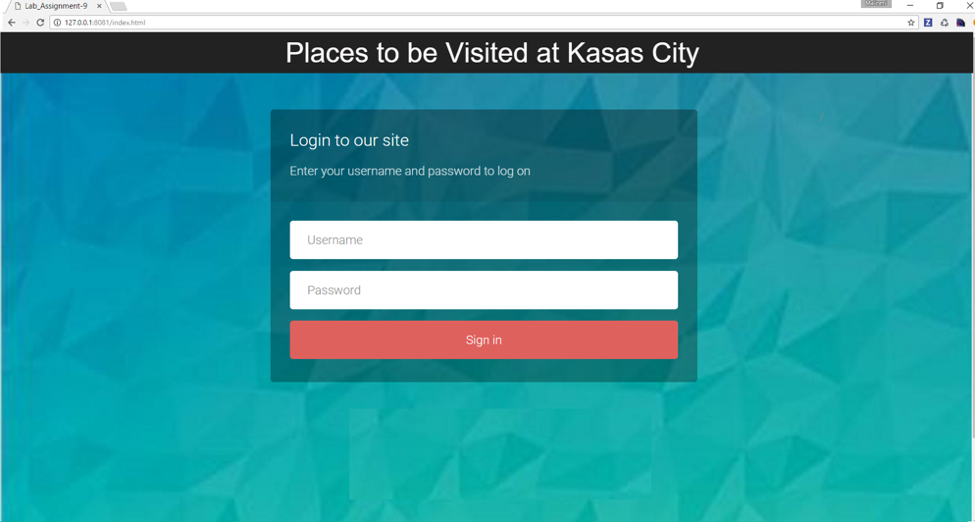 Lab_Assignment-9
127.0.0.1:8081/index.html
Places to be Visited at Kasas City
Login to our site
Enter your username and password to log on
Username
Password
Sign in